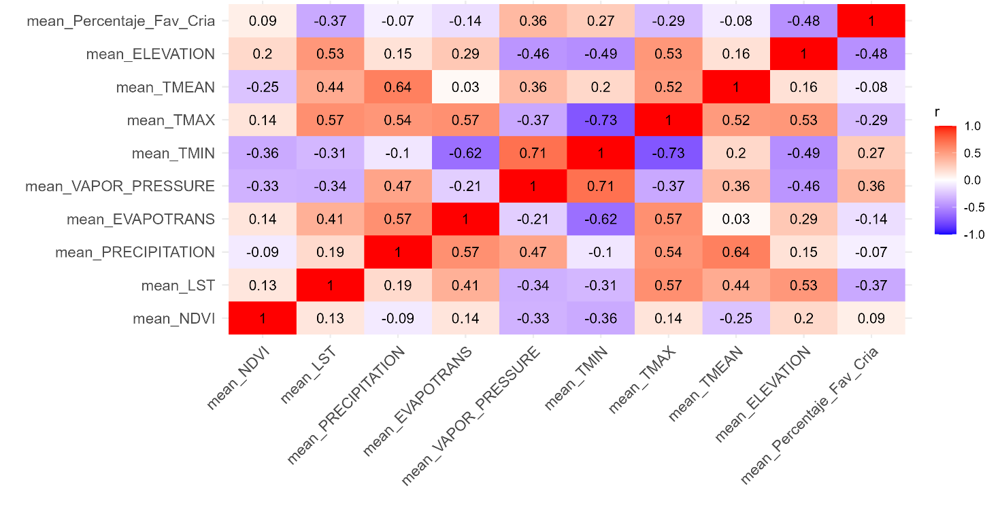 mean_Percentaje_Fav_Cria 0.09 -0.37 -0.07 -0.14 0.36 0.27 -0.29 -0.08 -0.48 1
mean_ELEVATION 0.2 0.53 0.15 0.29 -0.46 -0.49 0.53 0.16 1 -0.48
mean_TMEAN -0.25 0.44 0.64 0.03 0.36 0.2 0.52 1 0.16 -0.08
mean_TMAX 0.14 0.57 0.54 0.57 -0.37 -0.73 1 0.52 0.53 -0.29
mean_TMIN -0.36 -0.31 -0.1 -0.62 0.71 1 -0.73 0.2 -0.49 0.27
mean_VAPOR_PRESSURE -0.33 -0.34 0.47 -0.21 1 0.71 -0.37 0.36 -0.46 0.36
mean_EVAPOTRANS 0.14 0.41 0.57 1 -0.21 -0.62 0.57 0.03 0.29 -0.14
mean_PRECIPITATION -0.09 0.19 1 0.57 0.47 -0.1 0.54 0.64 0.15 -0.07
mean_LST 0.13 1 0.19 0.41 -0.34 -0.31 0.57 0.44 0.53 -0.37
mean_NDVI 1 0.13 -0.09 0.14 -0.33 -0.36 0.14 -0.25 0.2 0.09
mean_NDVI
mean_LST
mean_PRECIPITATION
mean_EVAPOTRANS
mean_VAPOR_PRESSURE
mean_TMIN
mean_TMAX
mean_TMEAN
mean_ELEVATION
mean_Percentaje_Fav_Cria
r
1.0
0.5
0.0
-0.5
-1.0